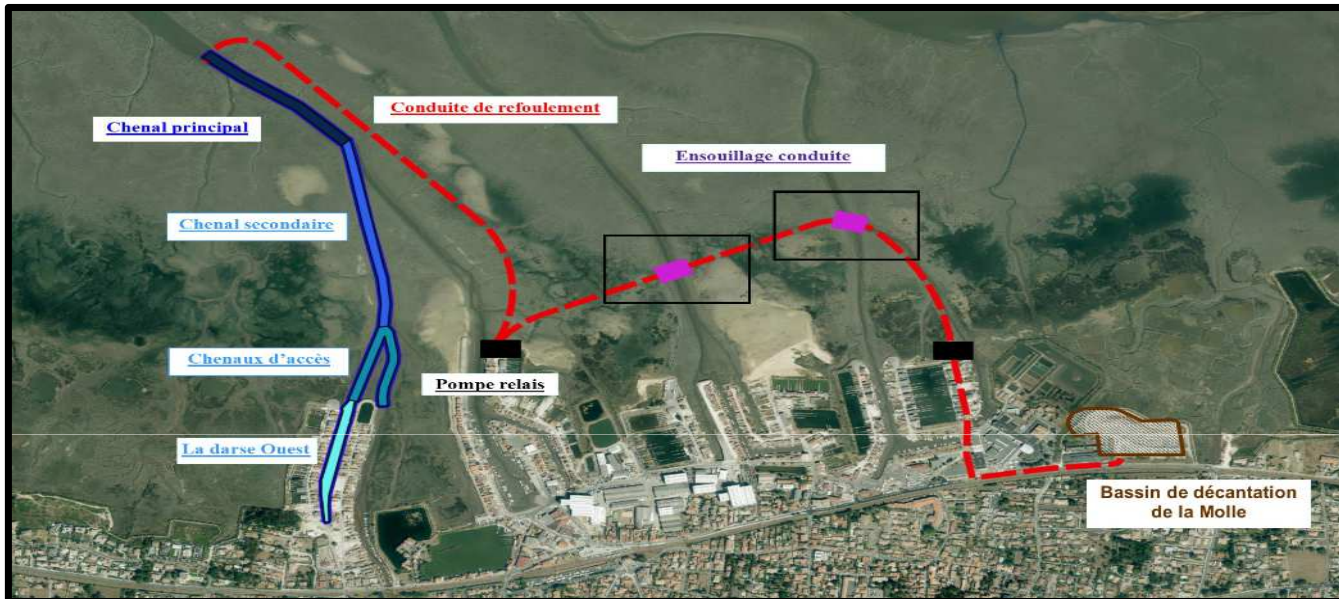 Conduite de refoulement
Chenal principal
Ensouillage conduite
Chenal secondaire
Chenaux d'accès
Pompe relais
La darse Ouest
Bassin de décantation
de la Molle